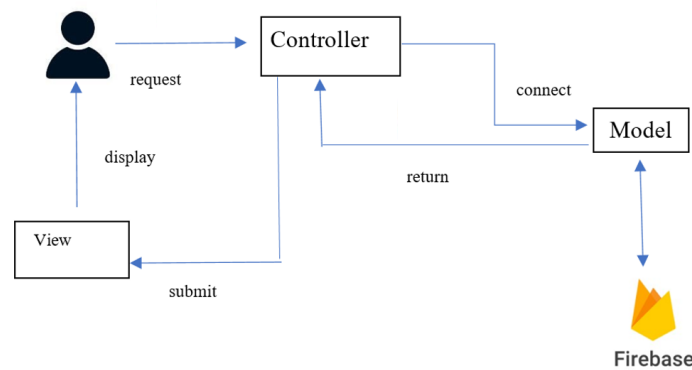 Controller
request
connect
Model
display
return
View
submit
Firebase